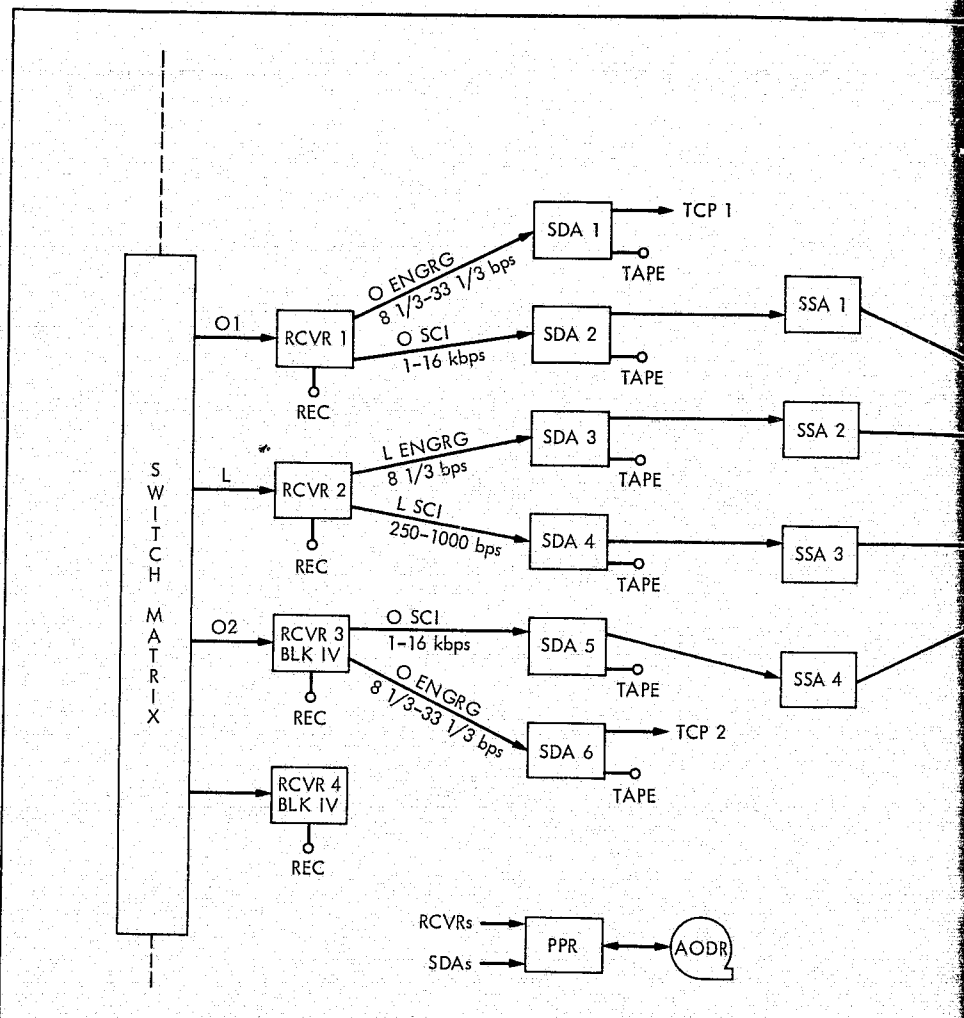 SWITCH MATRIX
O1
RCVR 1
REC
O ENGRG
8 1/3-33 1/3 bps
O SCI
1-16 kbps
SDA 1
TCP 1
TAPE
SDA 2
TAPE
SSA 1
L
RCVR 2
REC
L ENGRG
8 1/3 bps
L SCI
250-1000 bps
SDA 3
TAPE
SSA 2
SDA 4
TAPE
SSA 3
O2
RCVR 3
BLK IV
REC
O SCI
1-16 kbps
O ENGRG
8 1/3-33 1/3 bps
SDA 5
TAPE
SSA 4
SDA 6
TCP 2
TAPE
RCVR 4
BLK IV
REC
RCVRs
SDAs
PPR
AODR